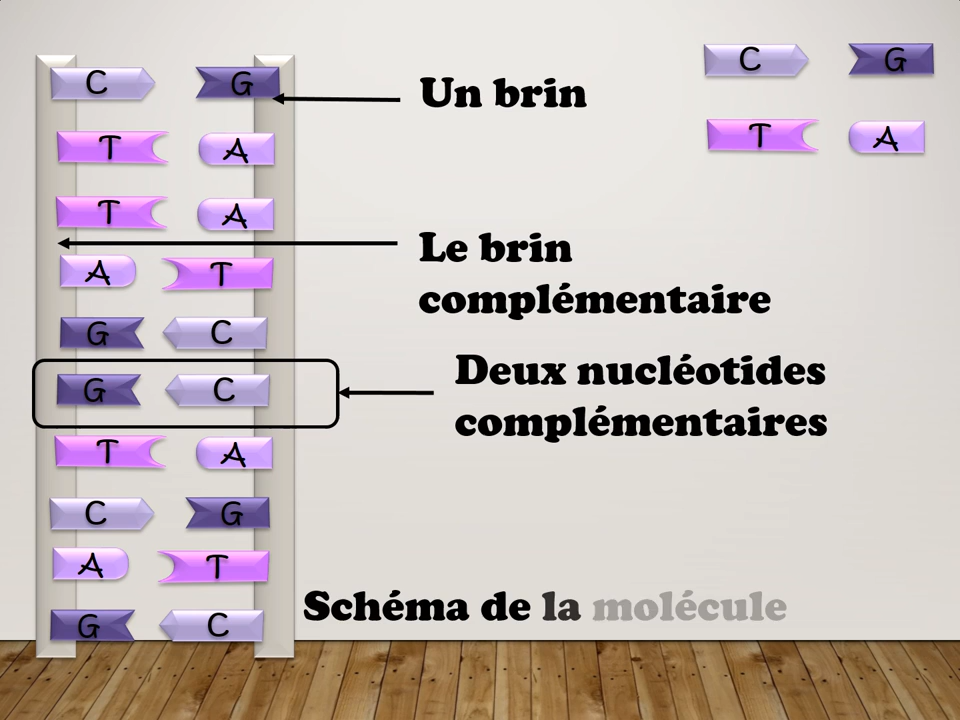 C G
C G
Un brin
T A
T A
T A
Le brin
complémentaire
A T
G C
Deux nucléotides
complémentaires
G C
T A
C G
A T
Schéma de la molécule
G C